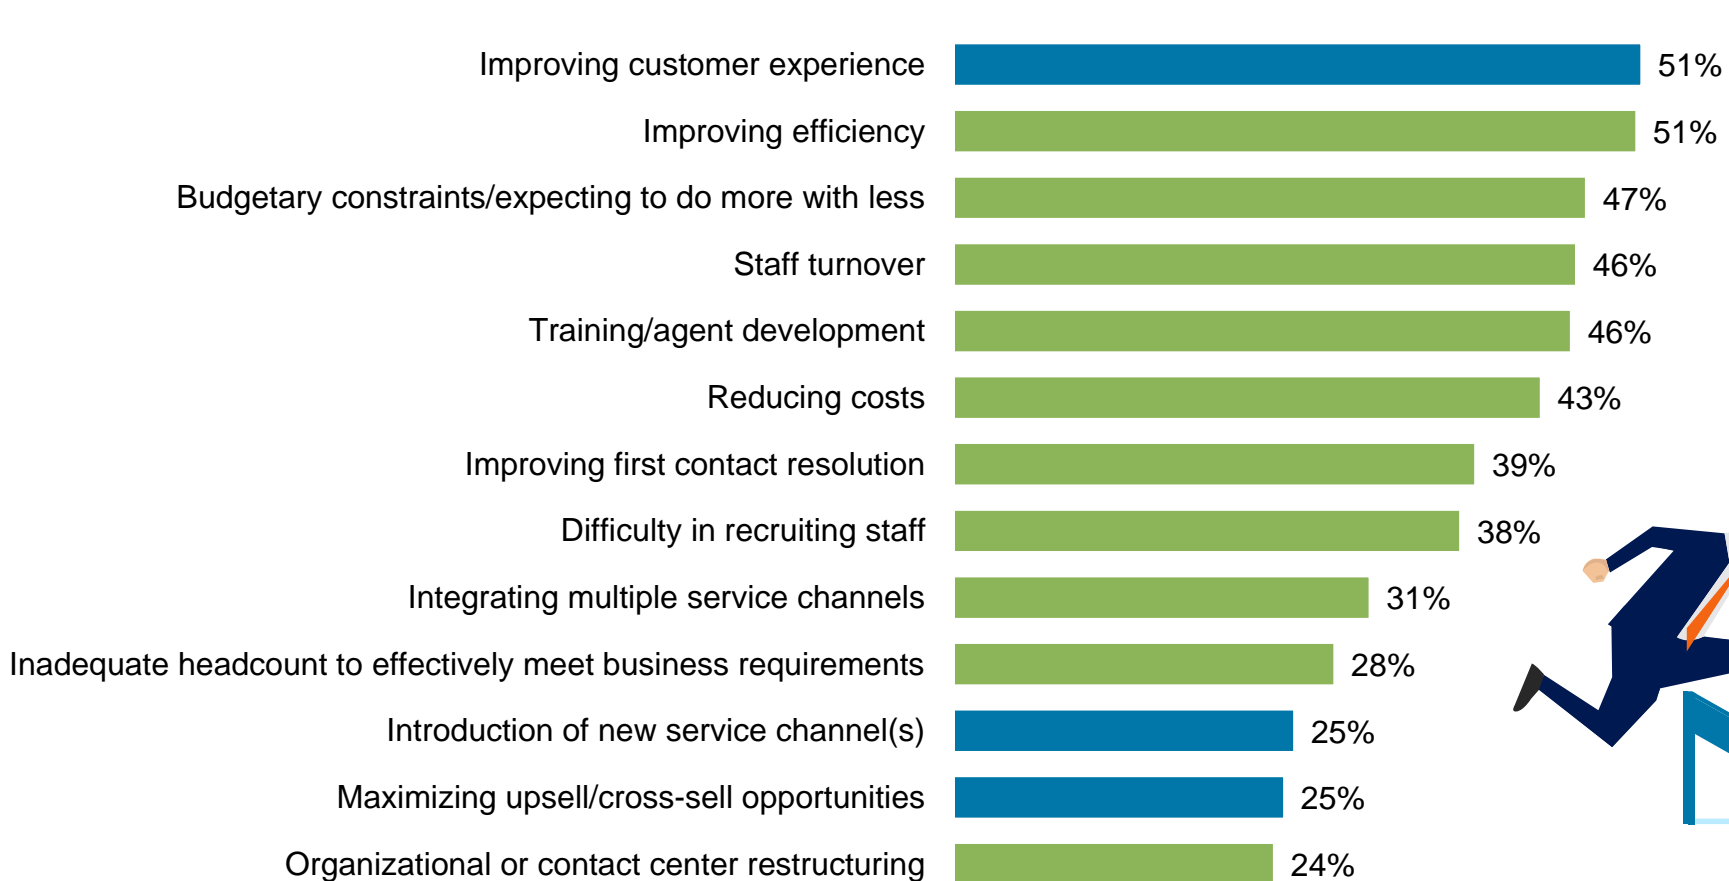 Improving customer experience 51%
Improving efficiency 51%
Budgetary constraints/expecting to do more with less 47%
Staff turnover 46%
Training/agent development 46%
Reducing costs 43%
Improving first contact resolution 39%
Difficulty in recruiting staff 38%
Integrating multiple service channels 31%
Inadequate headcount to effectively meet business requirements 28%
Introduction of new service channel(s) 25%
Maximizing upsell/cross-sell opportunities 25%
Organizational or contact center restructuring 24%